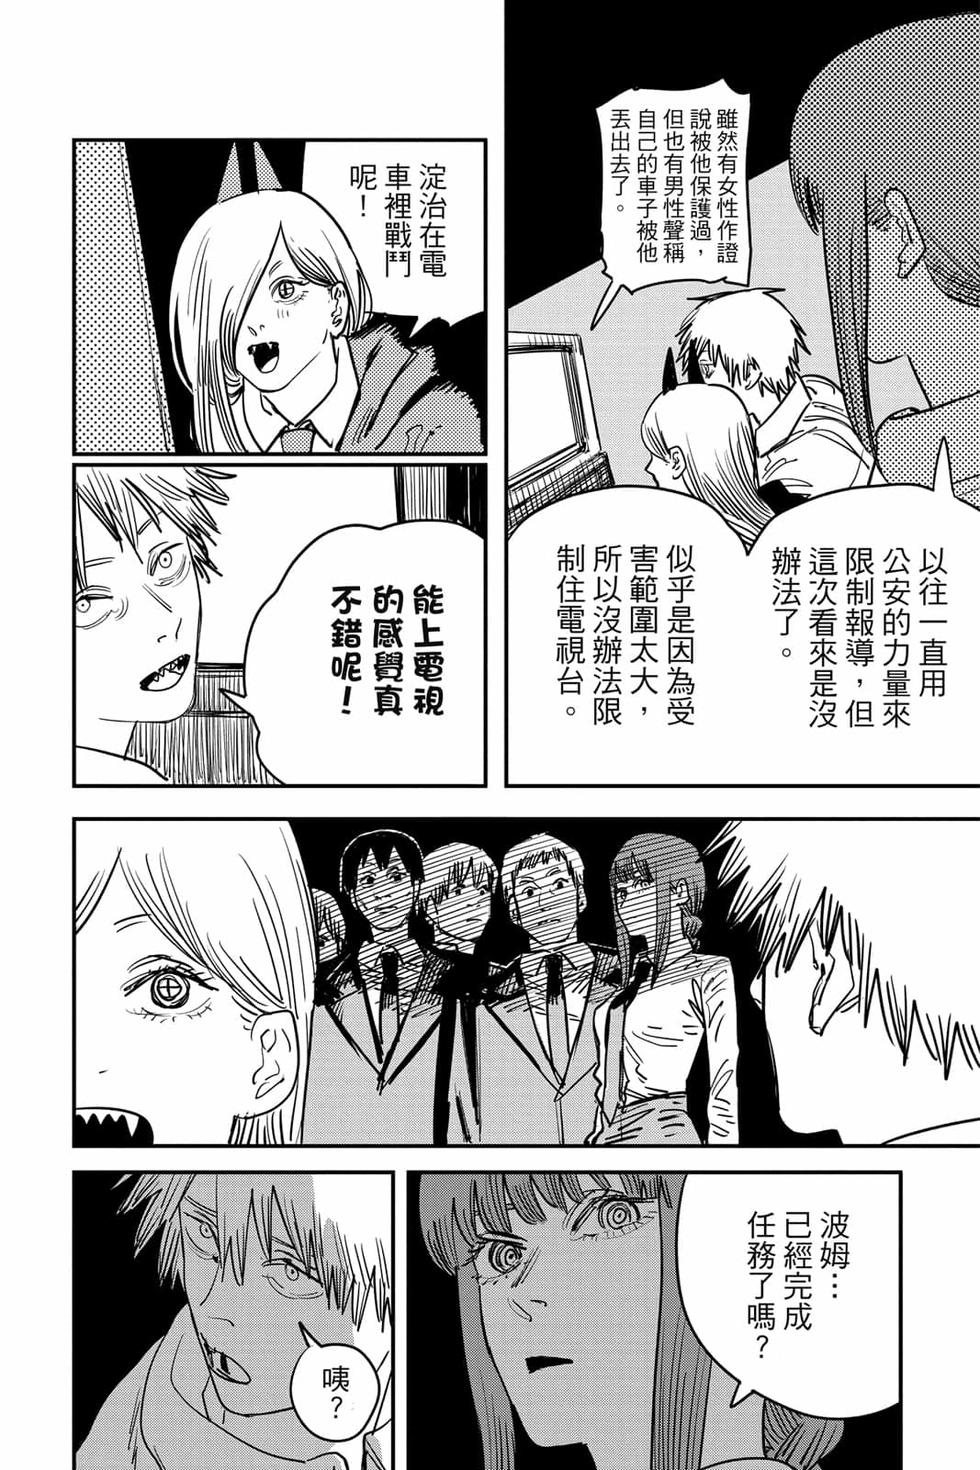 雖然有女性作證
說被他保護過，
但也有男性聲稱
自己的車子被他
丟出去了。
以往一直用
公安的力量來
限制報導，但
這次看來是沒
辦法了。
似乎是因為受
害範圍太大，
所以沒辦法限
制住電視台。
淀治在電
車裡戰鬥
呢！
能上電視
的感覺真
不錯呢！
波姆…
已經完成
任務了嗎？
咦？